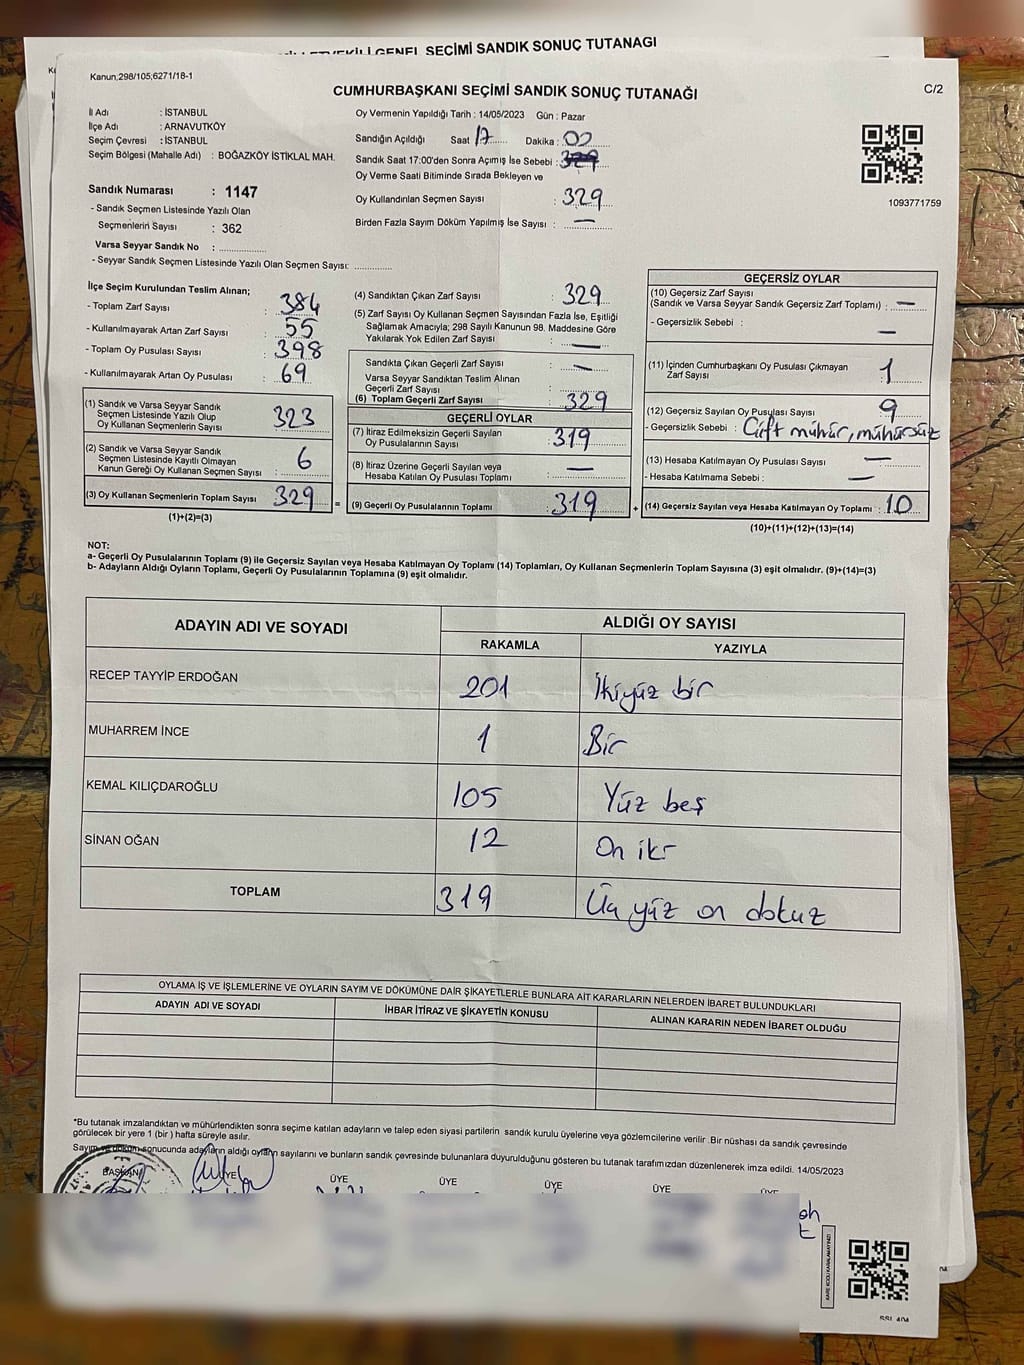 GENEL SEÇİMİ SANDIK SONUÇ TUTANAĞI
Kanun;298/105;6271/18-1
C/2
CUMHURBAŞKANI SEÇİMİ SANDIK SONUÇ TUTANAĞI
İl Adı : İSTANBUL
İlçe Adı : ARNAVUTKÖY
Seçim Çevresi : İSTANBUL
Seçim Bölgesi (Mahalle Adı) : BOĞAZKÖY İSTİKLAL MAH.
Sandık Numarası : 1147
- Sandık Seçmen Listesinde Yazılı Olan
Seçmenlerin Sayısı : 362
Varsa Seyyar Sandık No : ..............
- Seyyar Sandık Seçmen Listesinde Yazılı Olan Seçmen Sayısı: ..............
Oy Vermenin Yapıldığı Tarih : 14/05/2023 Gün : Pazar
Sandığın Açıldığı Saat 17 Dakika : 00
Sandık Saat 17:00'den Sonra Açımış İse Sebebi :
Oy Verme Saati Bitiminde Sırada Bekleyen ve
Oy Kullandırılan Seçmen Sayısı : 329
Birden Fazla Sayım Döküm Yapılmış İse Sayısı : —
1093771759
İlçe Seçim Kurulundan Teslim Alınan;
- Toplam Zarf Sayısı : 384
- Kullanılmayarak Artan Zarf Sayısı : 55
- Toplam Oy Pusulası Sayısı : 398
- Kullanılmayarak Artan Oy Pusulası : 69
(1) Sandık ve Varsa Seyyar Sandık
Seçmen Listesinde Yazılı Olup
Oy Kullanan Seçmenlerin Sayısı : 323
(2) Sandık ve Varsa Seyyar Sandık
Seçmen Listesinde Kayıtlı Olmayan
Kanun Gereği Oy Kullanan Seçmen Sayısı : 6
(3) Oy Kullanan Seçmenlerin Toplam Sayısı : 329
(1)+(2)=(3)
(4) Sandıktan Çıkan Zarf Sayısı : 329
(5) Zarf Sayısı Oy Kullanan Seçmen Sayısından Fazla İse, Eşitliği
Sağlamak Amacıyla; 298 Sayılı Kanunun 98. Maddesine Göre
Yakılarak Yok Edilen Zarf Sayısı : —
Sandıkta Çıkan Geçerli Zarf Sayısı : —
Varsa Seyyar Sandıktan Teslim Alınan
Geçerli Zarf Sayısı :
(6) Toplam Geçerli Zarf Sayısı : 329
GEÇERLİ OYLAR
(7) İtiraz Edilmeksizin Geçerli Sayılan
Oy Pusulalarının Sayısı : 319
(8) İtiraz Üzerine Geçerli Sayılan veya
Hesaba Katılan Oy Pusulası Toplamı : —
=
(9) Geçerli Oy Pusulalarının Toplamı : 319
GEÇERSİZ OYLAR
(10) Geçersiz Zarf Sayısı
(Sandık ve Varsa Seyyar Sandık Geçersiz Zarf Toplamı) : —
- Geçersizlik Sebebi : —
(11) İçinden Cumhurbaşkanı Oy Pusulası Çıkmayan
Zarf Sayısı : 1
(12) Geçersiz Sayılan Oy Pusulası Sayısı : 9
- Geçersizlik Sebebi : Çift mühür, mühürsüz
(13) Hesaba Katılmayan Oy Pusulası Sayısı : —
- Hesaba Katılmama Sebebi : —
+
(14) Geçersiz Sayılan veya Hesaba Katılmayan Oy Toplamı : 10
(10)+(11)+(12)+(13)=(14)
NOT:
a- Geçerli Oy Pusulalarının Toplamı (9) ile Geçersiz Sayılan veya Hesaba Katılmayan Oy Toplamı (14) Toplamları, Oy Kullanan Seçmenlerin Toplam Sayısına (3) eşit olmalıdır. (9)+(14)=(3)
b- Adayların Aldığı Oyların Toplamı, Geçerli Oy Pusulalarının Toplamına (9) eşit olmalıdır.
ADAYIN ADI VE SOYADI
ALDIĞI OY SAYISI
RAKAMLA YAZIYLA
RECEP TAYYİP ERDOĞAN 201 İkiyüz bir
MUHARREM İNCE 1 Bir
KEMAL KILIÇDAROĞLU 105 Yüz beş
SİNAN OĞAN 12 On iki
TOPLAM 319 Üç yüz on dokuz
OYLAMA İŞ VE İŞLEMLERİNE VE OYLARIN SAYIM VE DÖKÜMÜNE DAİR ŞİKAYETLERLE BUNLARA AİT KARARLARIN NELERDEN İBARET BULUNDUKLARI
ADAYIN ADI VE SOYADI İHBAR İTİRAZ VE ŞİKAYETİN KONUSU ALINAN KARARIN NEDEN İBARET OLDUĞU
*Bu tutanak imzalandıktan ve mühürlendikten sonra seçime katılan adayların ve talep eden siyasi partilerin sandık kurulu üyelerine veya gözlemcilerine verilir .Bir nüshası da sandık çevresinde
görülecek bir yere 1 (bir ) hafta süreyle asılır.
Sayım ve döküm sonucunda adayların aldığı oyların sayılarını ve bunların sandık çevresinde bulunanlara duyurulduğunu gösteren bu tutanak tarafımızdan düzenlenerek imza edildi. 14/05/2023
BAŞKAN ÜYE ÜYE ÜYE ÜYE ÜYE ÜYE